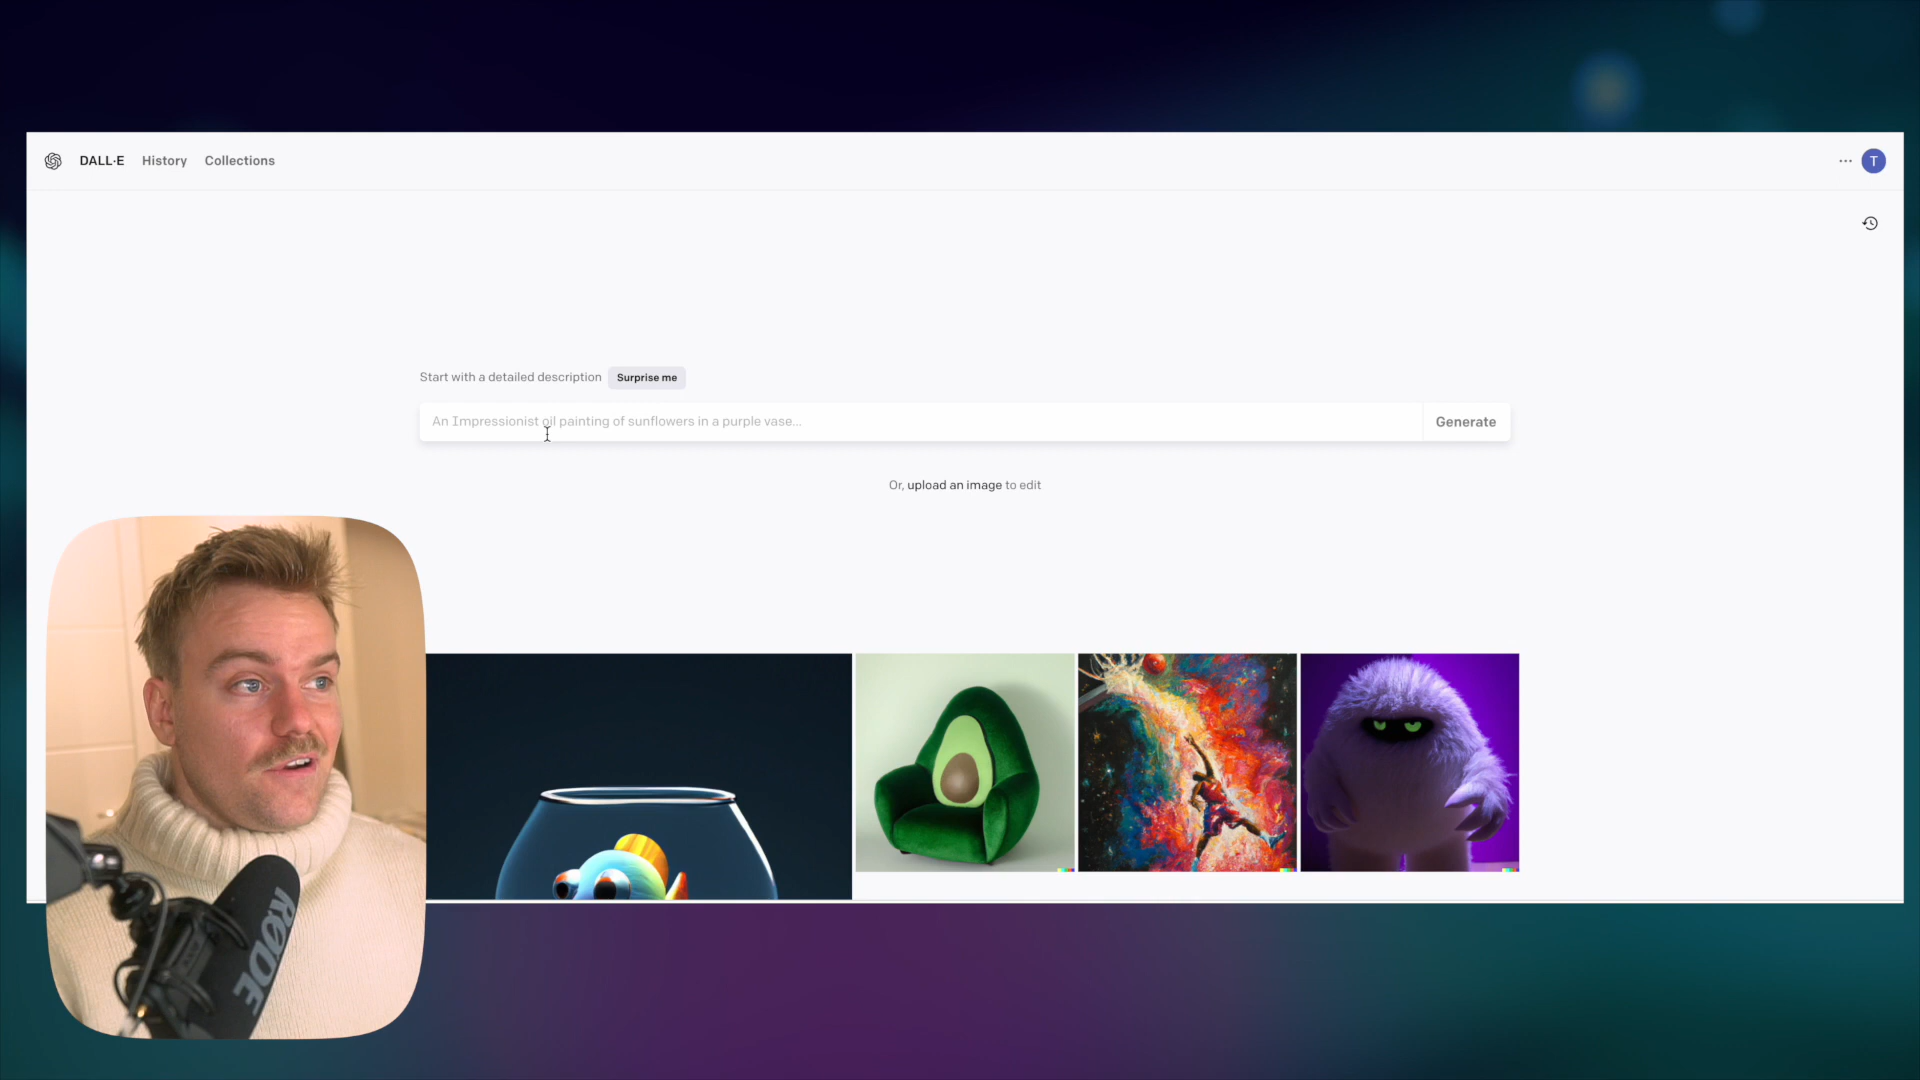 DALL·E History Collections
T
Start with a detailed description Surprise me
An Impressionist oil painting of sunflowers in a purple vase...
Generate
Or, upload an image to edit
RØDE